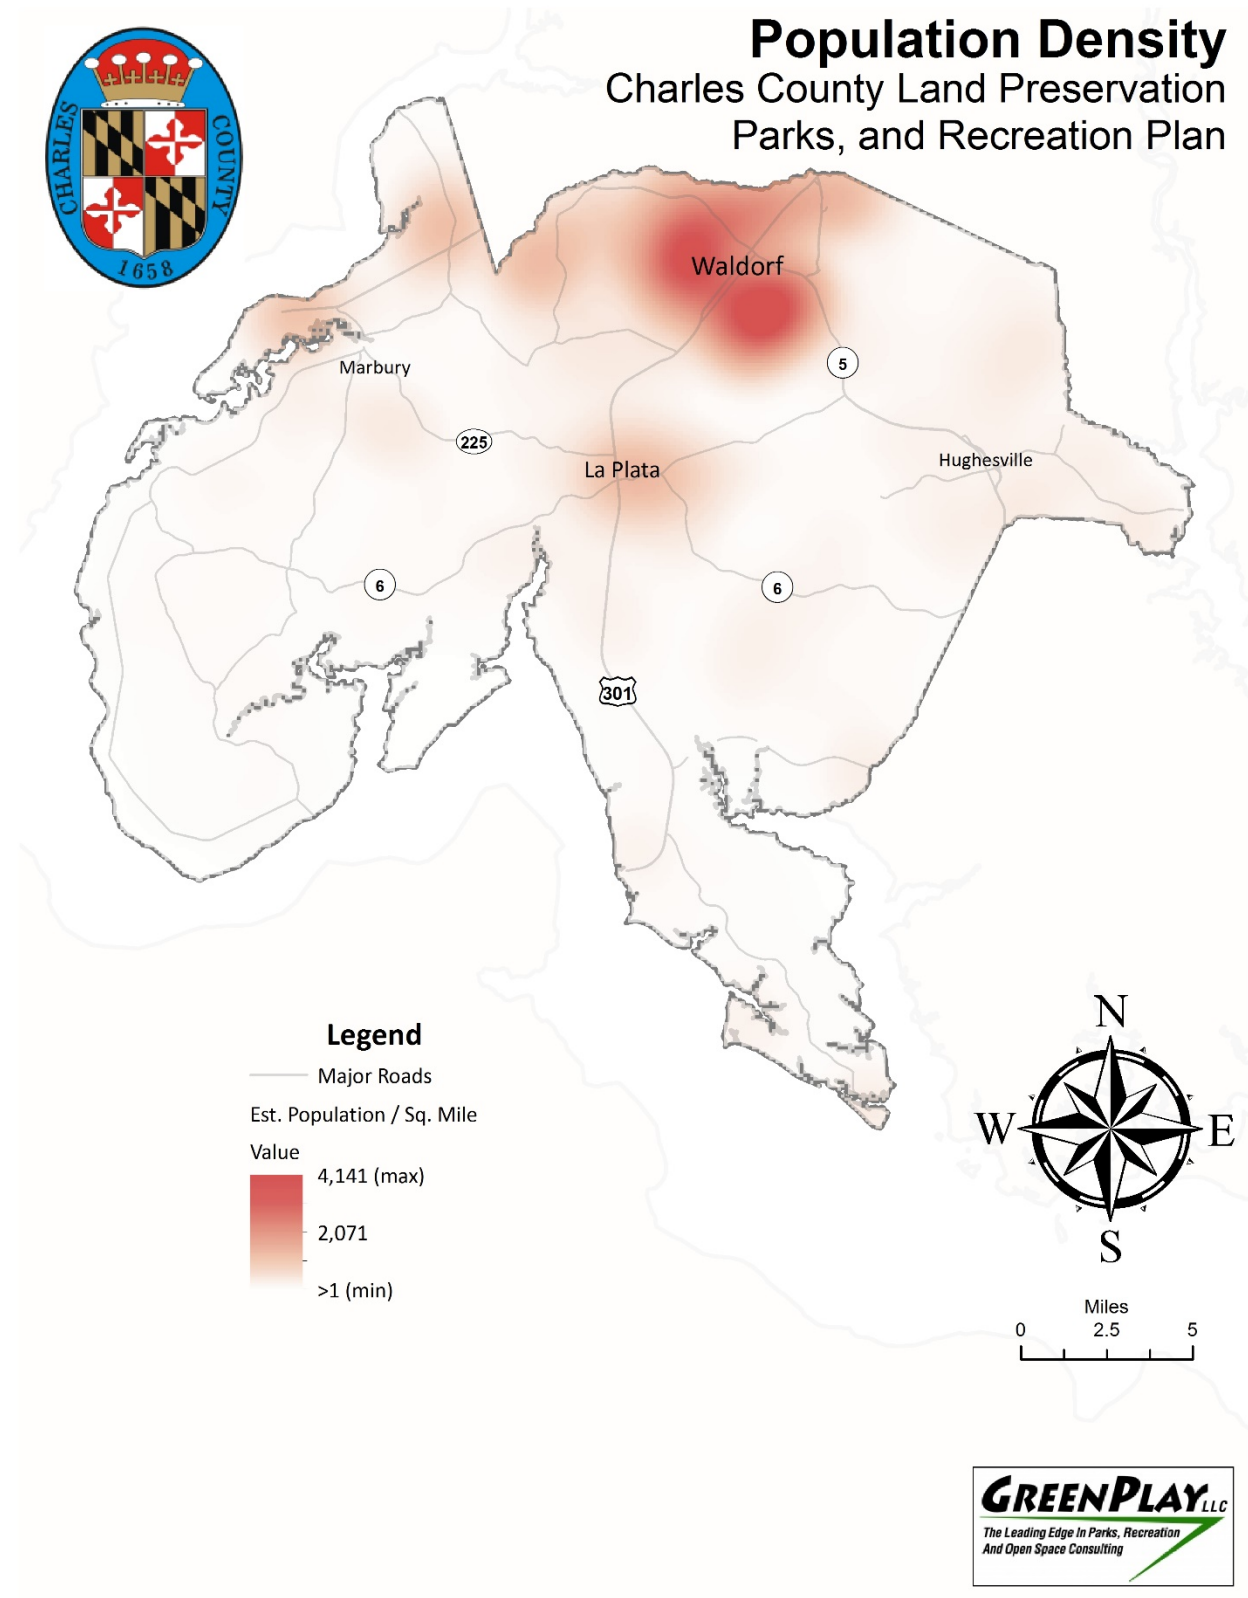 Population Density
Charles County Land Preservation
Parks, and Recreation Plan
CHARLES COUNTY
1658
Waldorf
5
Marbury
225
La Plata
Hughesville
6
6
301
Legend
Major Roads
Est. Population / Sq. Mile
Value
4,141 (max)
2,071
>1 (min)
N
W
E
S
Miles
0 2.5 5
GREENPLAY LLC
The Leading Edge In Parks, Recreation
And Open Space Consulting